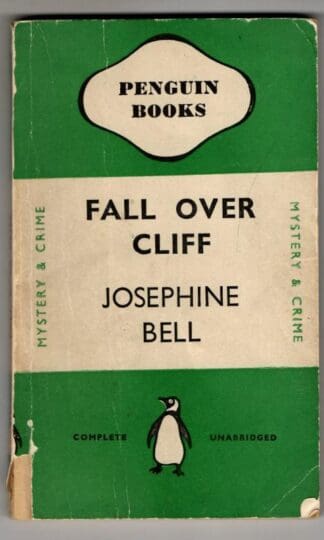 PENGUIN
BOOKS
MYSTERY & CRIME
FALL OVER
CLIFF
JOSEPHINE
BELL
MYSTERY & CRIME
COMPLETE UNABRIDGED